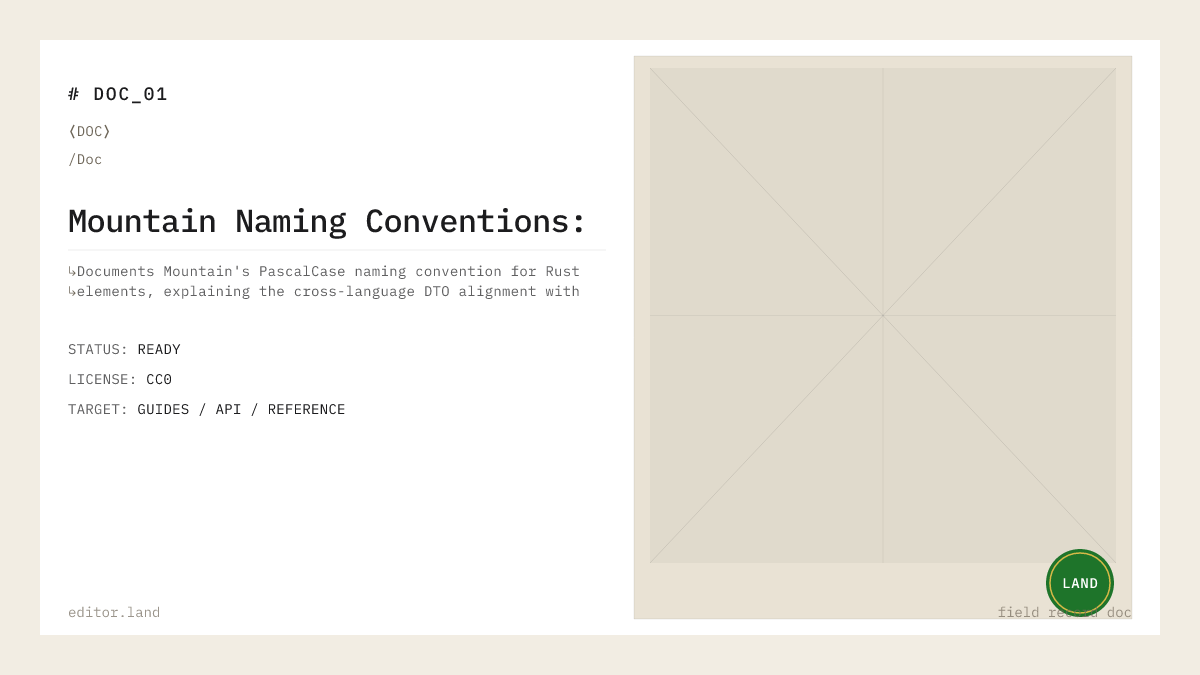 # DOC_01
⟨DOC⟩
/Doc
Mountain Naming Conventions:
↳Documents Mountain's PascalCase naming convention for Rust
↳elements, explaining the cross-language DTO alignment with
STATUS: READY
LICENSE: CC0
TARGET: GUIDES / API / REFERENCE
LAND
editor.land
field record doc